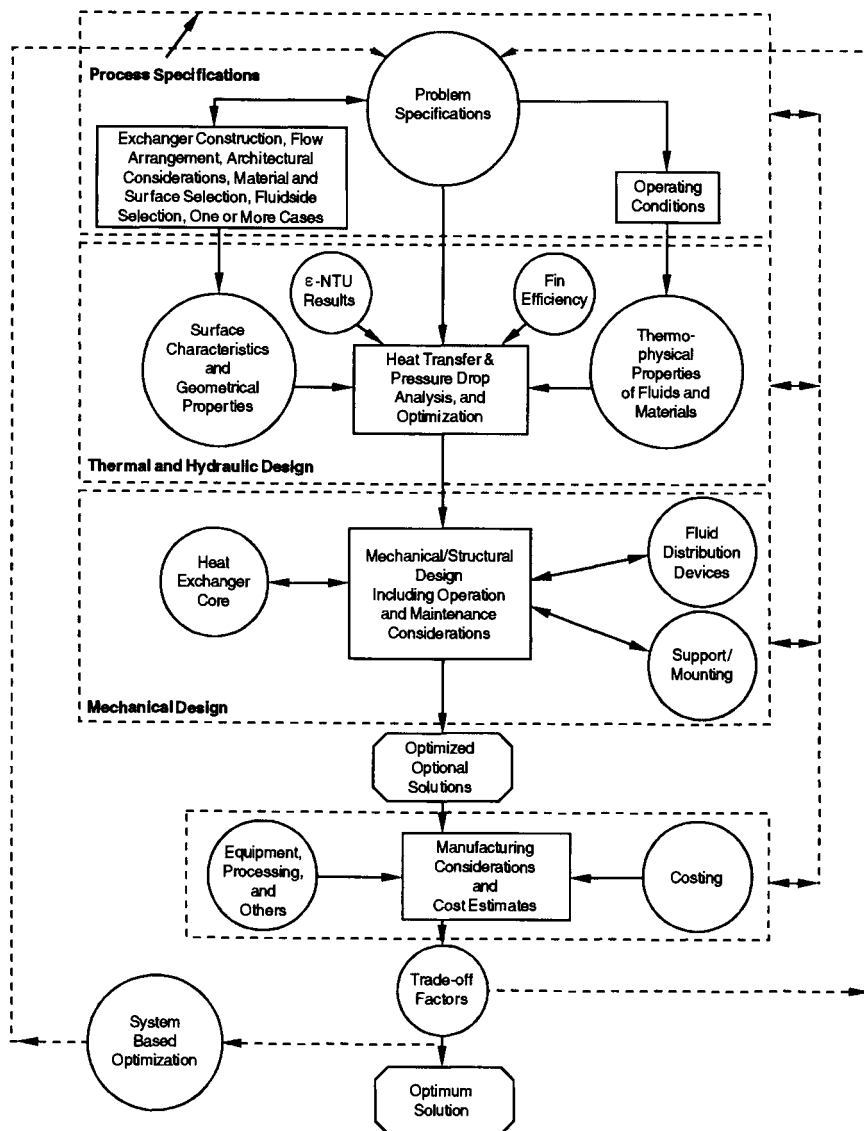 Process Specifications
Problem
Specifications
Exchanger Construction, Flow
Arrangement, Architectural
Considerations, Material and
Surface Selection, Fluidside
Selection, One or More Cases
Operating
Conditions
ε-NTU
Results
Fin
Efficiency
Surface
Characteristics
and
Geometrical
Properties
Heat Transfer &
Pressure Drop
Analysis, and
Optimization
Thermo-
physical
Properties
of Fluids and
Materials
Thermal and Hydraulic Design
Heat
Exchanger
Core
Mechanical/Structural
Design
Including Operation
and Maintenance
Considerations
Fluid
Distribution
Devices
Support/
Mounting
Mechanical Design
Optimized
Optional
Solutions
Equipment,
Processing,
and
Others
Manufacturing
Considerations
and
Cost Estimates
Costing
Trade-off
Factors
System
Based
Optimization
Optimum
Solution